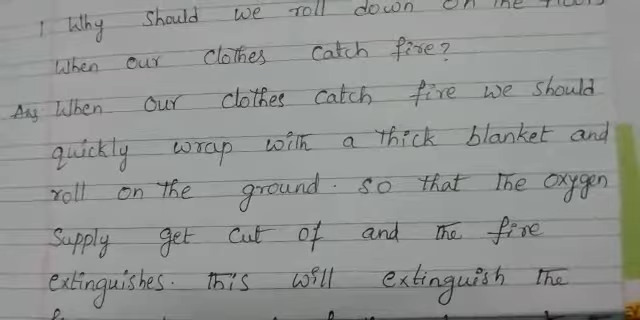 1 Why should we roll down on the floors
When our clothes catch fire?
Ans When our clothes catch fire we should
quickly wrap with a thick blanket and
roll on the ground. so that the oxygen
supply get cut of and the fire
extinguishes. This will extinguish the